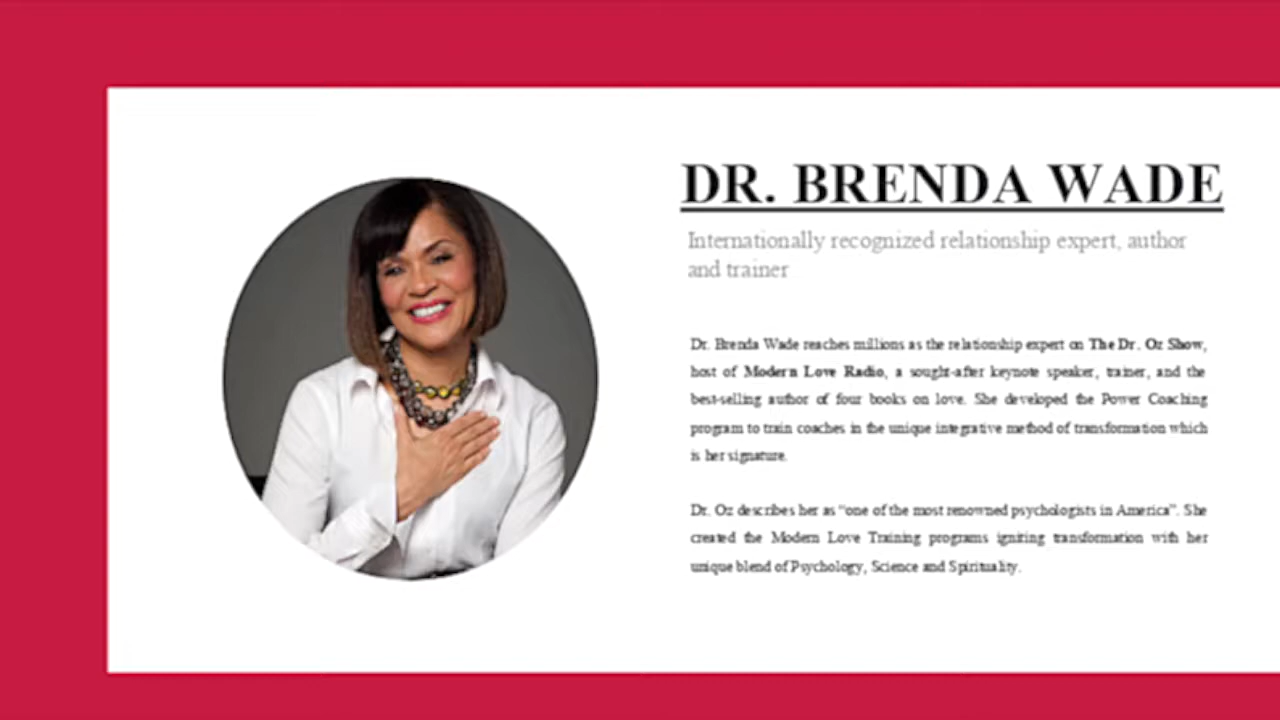 DR. BRENDA WADE
Internationally recognized relationship expert, author
and trainer
Dr. Brenda Wade reaches millions as the relationship expert on The Dr. Oz Show,
host of Modern Love Radio, a sought-after keynote speaker, trainer, and the
best-selling author of four books on love. She developed the Power Coaching
program to train coaches in the unique integrative method of transformation which
is her signature.
Dr. Oz describes her as “one of the most renowned psychologists in America”. She
created the Modern Love Training programs igniting transformation with her
unique blend of Psychology, Science and Spirituality.